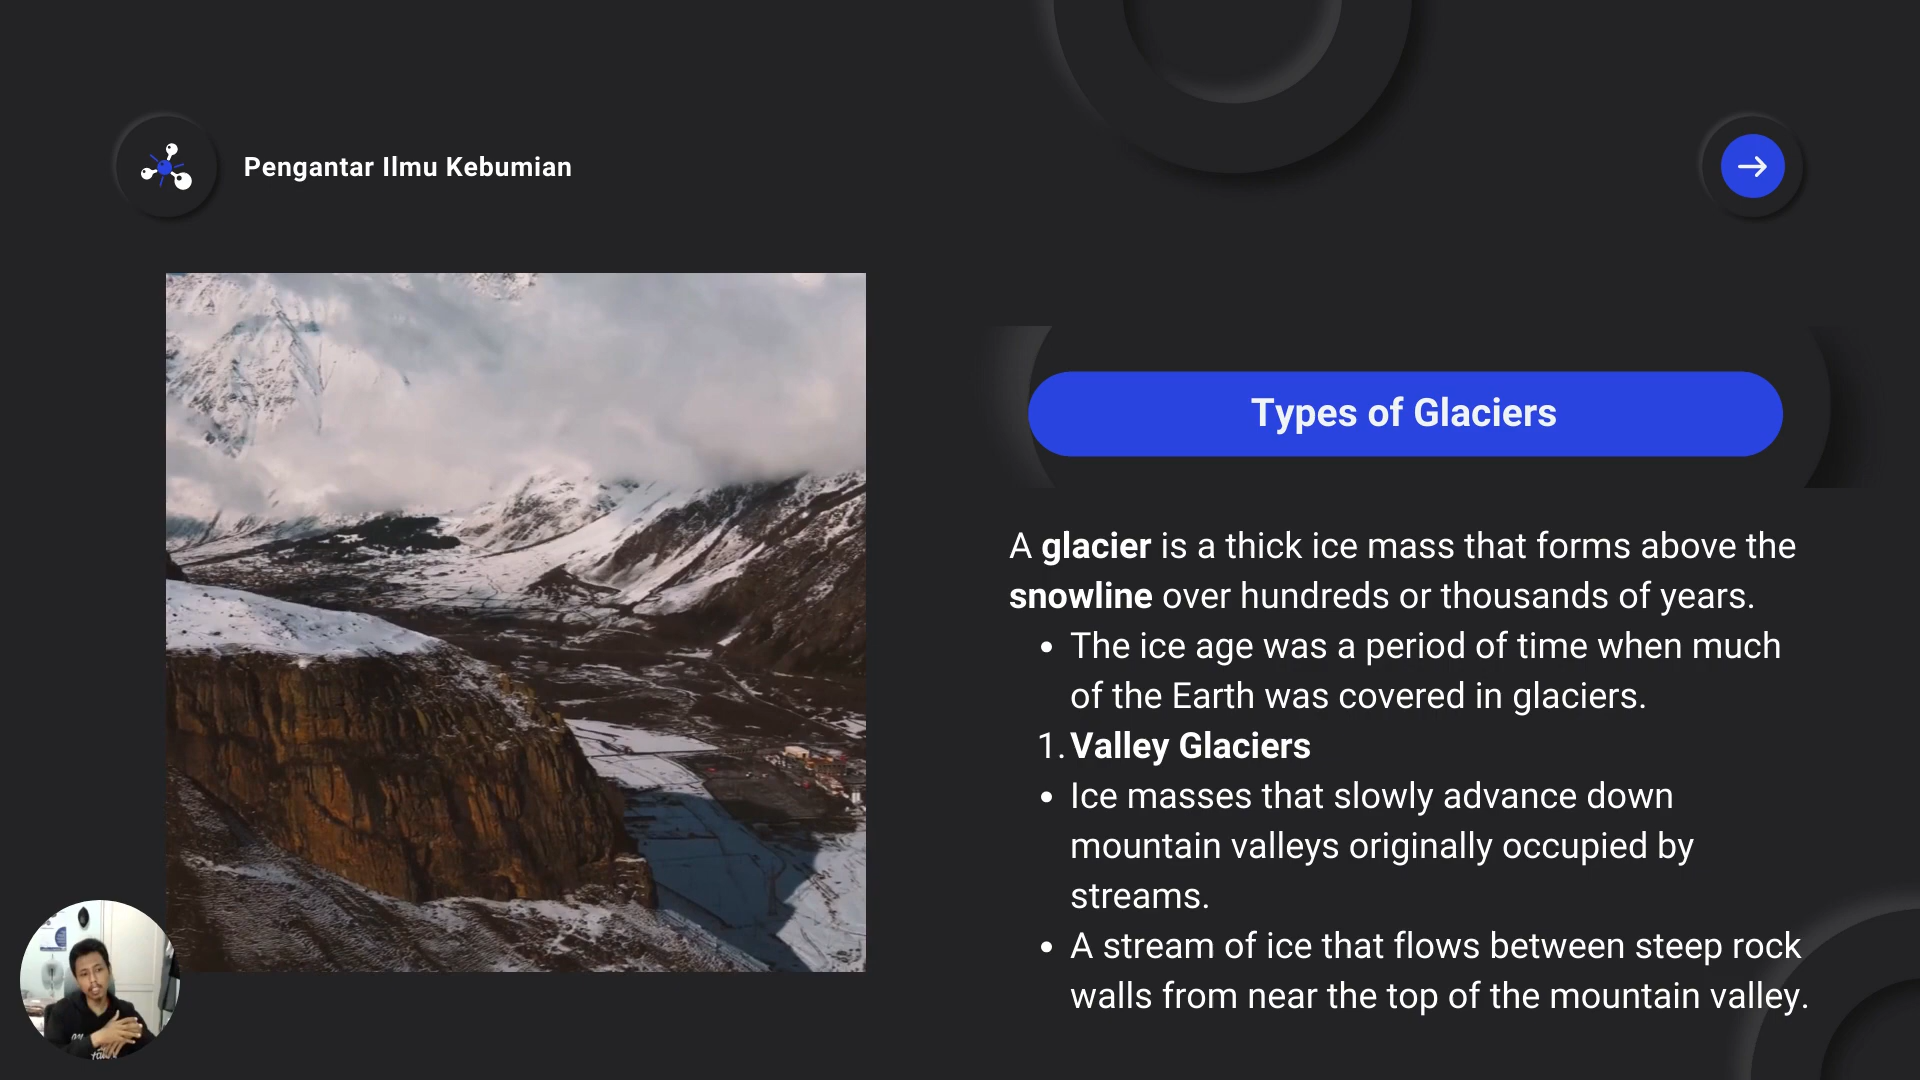 Pengantar Ilmu Kebumian
Types of Glaciers
A glacier is a thick ice mass that forms above the
snowline over hundreds or thousands of years.
• The ice age was a period of time when much
of the Earth was covered in glaciers.
1. Valley Glaciers
• Ice masses that slowly advance down
mountain valleys originally occupied by
streams.
• A stream of ice that flows between steep rock
walls from near the top of the mountain valley.